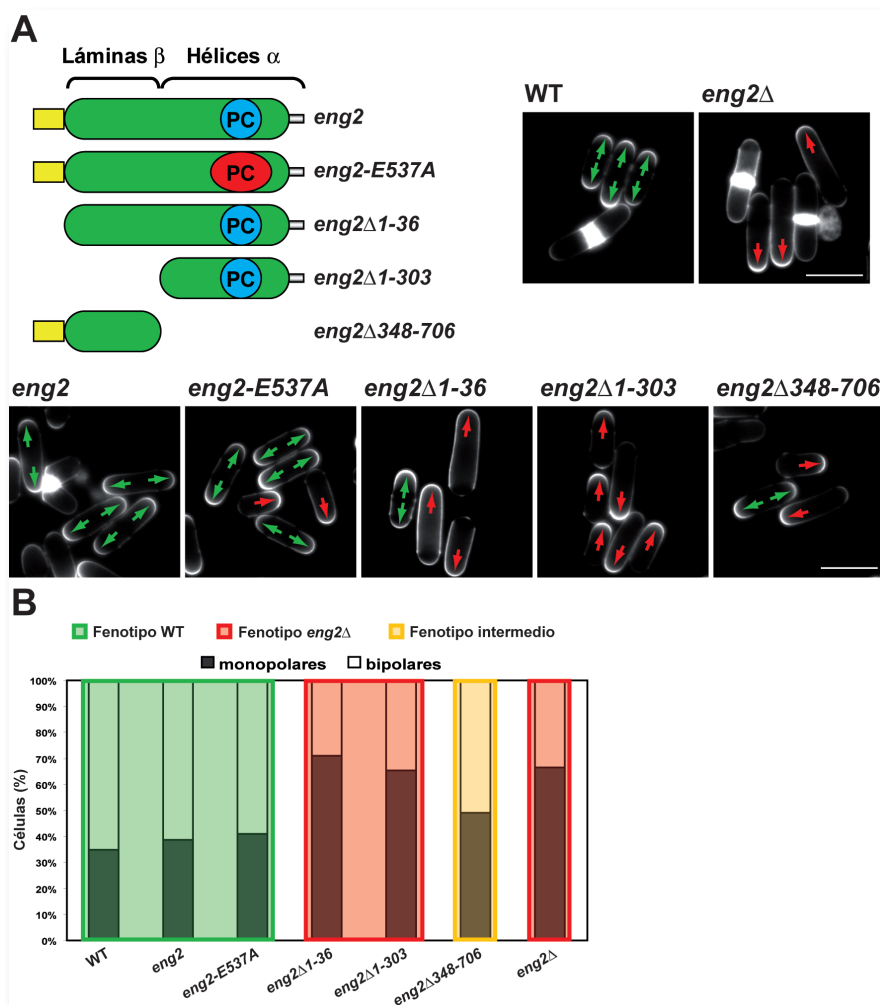 A
Láminas β
Hélices α
PC
eng2
PC
eng2-E537A
PC
eng2Δ1-36
PC
eng2Δ1-303
eng2Δ348-706
WT
eng2Δ
eng2
eng2-E537A
eng2Δ1-36
eng2Δ1-303
eng2Δ348-706
B
Fenotipo WT
Fenotipo eng2Δ
Fenotipo intermedio
monopolares
bipolares
Células (%)
100%
90%
80%
70%
60%
50%
40%
30%
20%
10%
0%
WT
eng2
eng2-E537A
eng2Δ1-36
eng2Δ1-303
eng2Δ348-706
eng2Δ